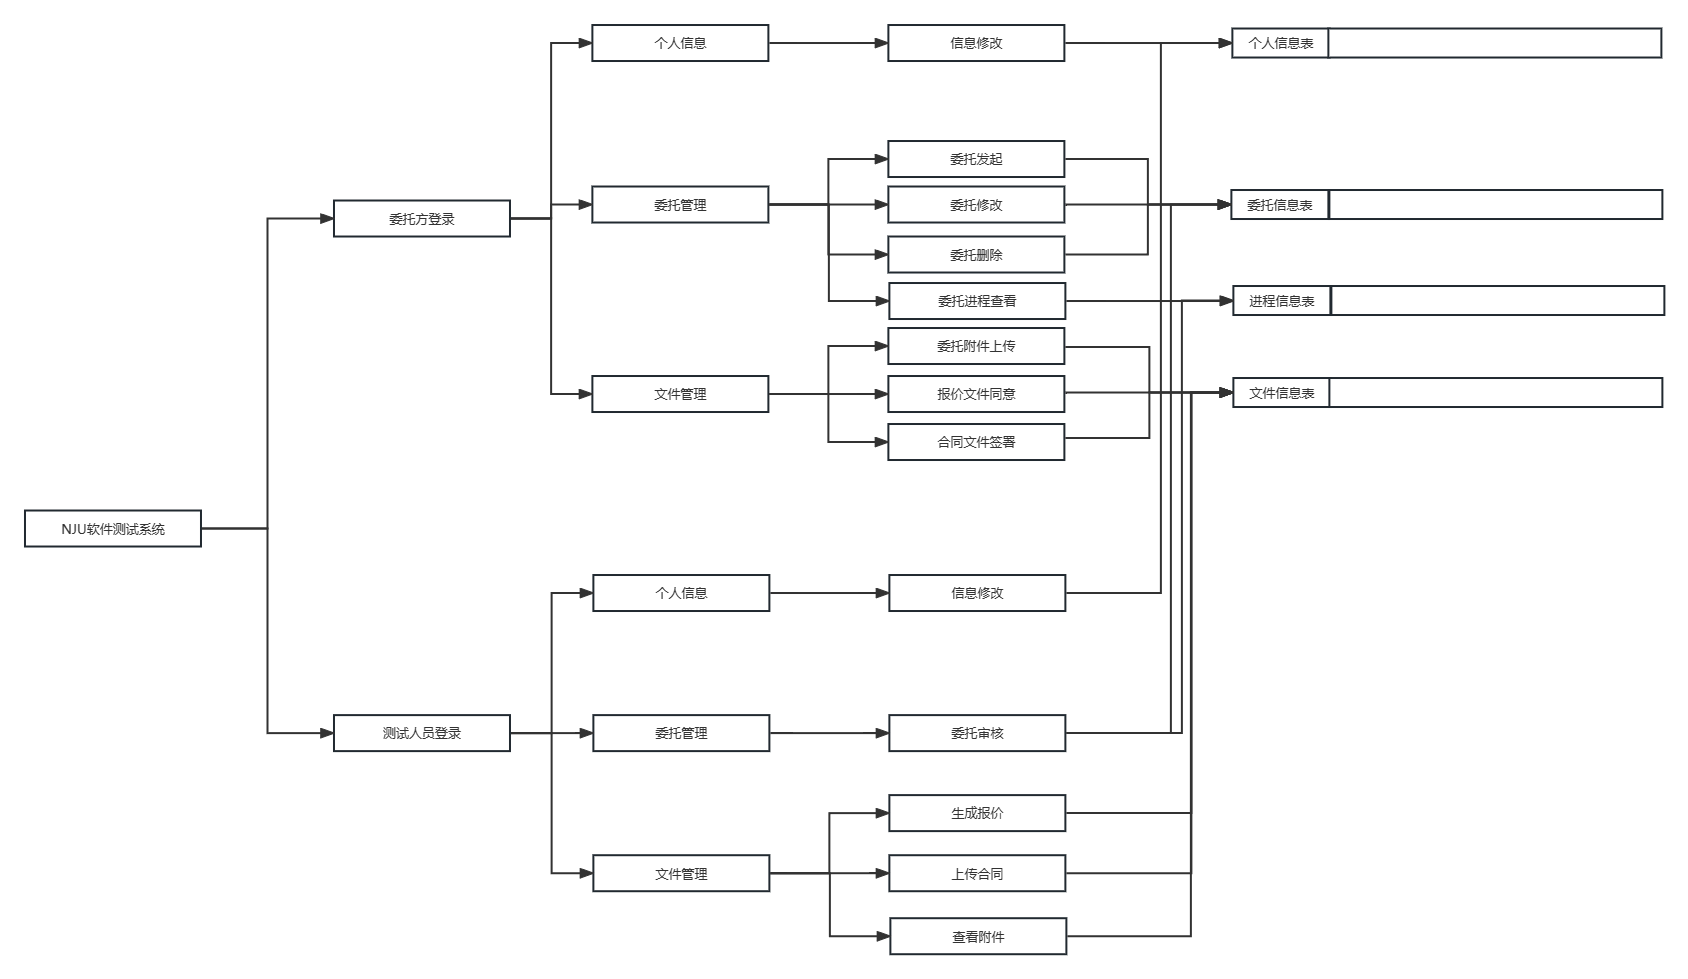 个人信息
信息修改
个人信息表
委托发起
委托方登录
委托管理
委托修改
委托信息表
委托删除
委托进程查看
进程信息表
委托附件上传
文件管理
报价文件同意
文件信息表
合同文件签署
NJU软件测试系统
个人信息
信息修改
测试人员登录
委托管理
委托审核
生成报价
文件管理
上传合同
查看附件